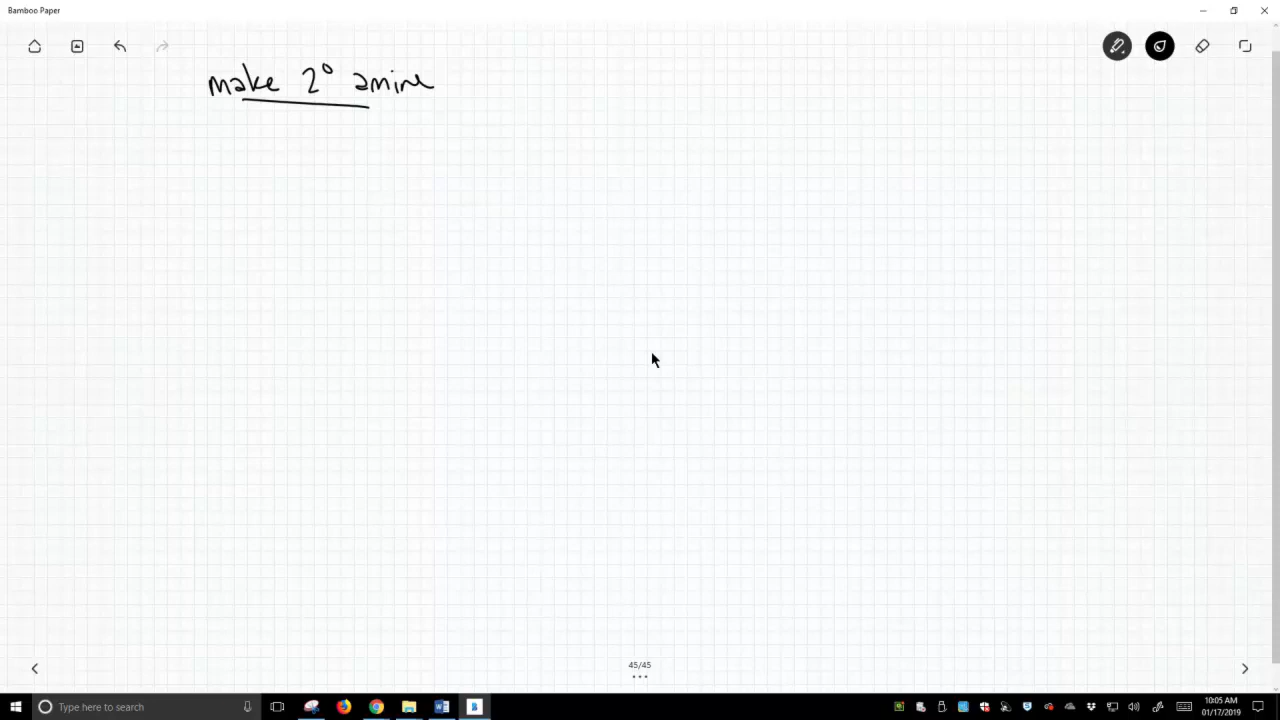 Bamboo Paper
make 2° amine
45/45
Type here to search
10:05 AM
01/17/2019